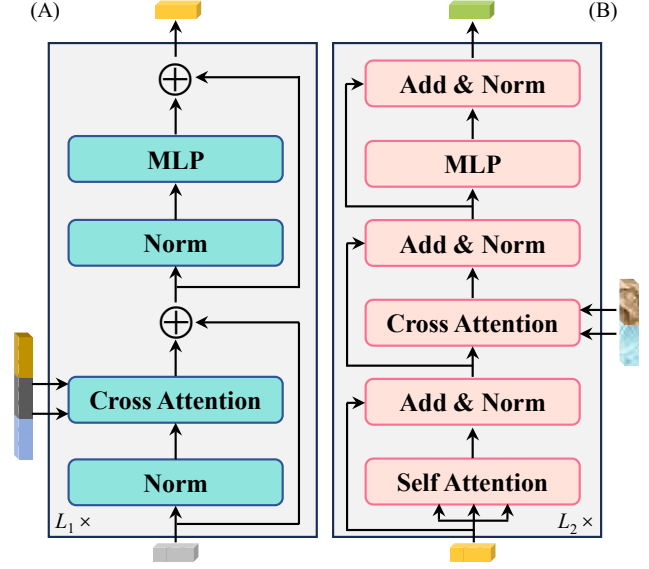 (A)
MLP
Norm
Cross Attention
Norm
L₁ ×
(B)
Add & Norm
MLP
Add & Norm
Cross Attention
Add & Norm
Self Attention
L₂ ×